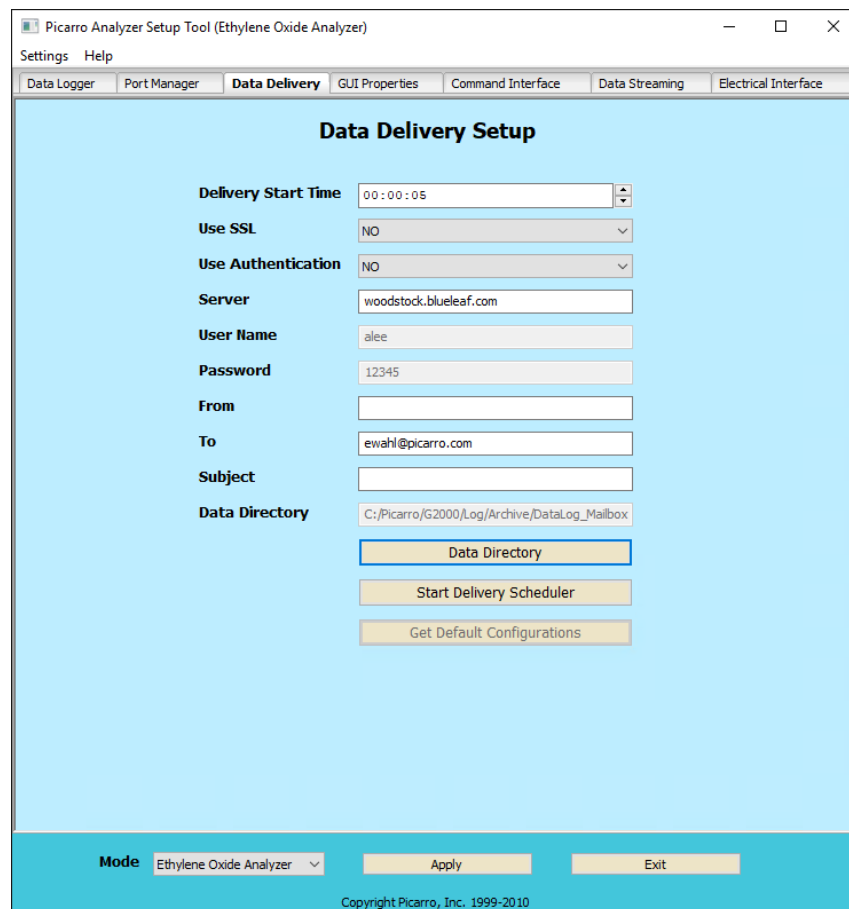 Picarro Analyzer Setup Tool (Ethylene Oxide Analyzer)
Settings Help
Data Logger Port Manager Data Delivery GUI Properties Command Interface Data Streaming Electrical Interface
Data Delivery Setup
Delivery Start Time 00:00:05
Use SSL NO
Use Authentication NO
Server woodstock.blueleaf.com
User Name alee
Password 12345
From
To ewahl@picarro.com
Subject
Data Directory C:/Picarro/G2000/Log/Archive/DataLog_Mailbox
Data Directory
Start Delivery Scheduler
Get Default Configurations
Mode Ethylene Oxide Analyzer Apply Exit
Copyright Picarro, Inc. 1999-2010